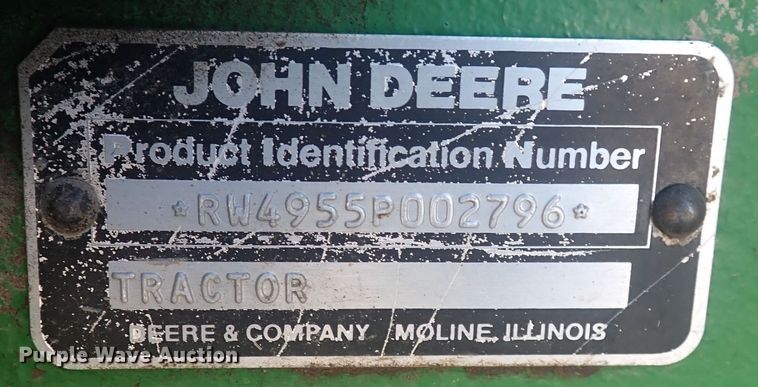 JOHN DEERE
Product Identification Number
*RW4955P002796*
TRACTOR
DEERE & COMPANY MOLINE, ILLINOIS
Purple Wave Auction